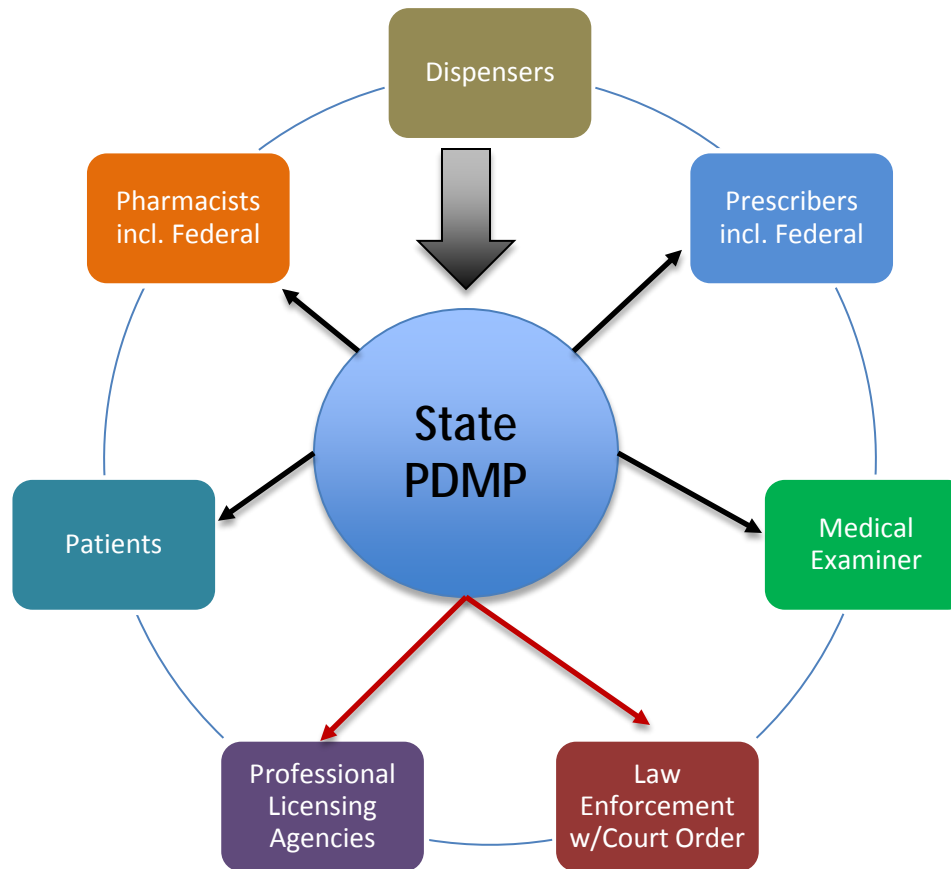 Dispensers
Pharmacists
incl. Federal
Prescribers
incl. Federal
State
PDMP
Patients
Medical
Examiner
Professional
Licensing
Agencies
Law
Enforcement
w/Court Order